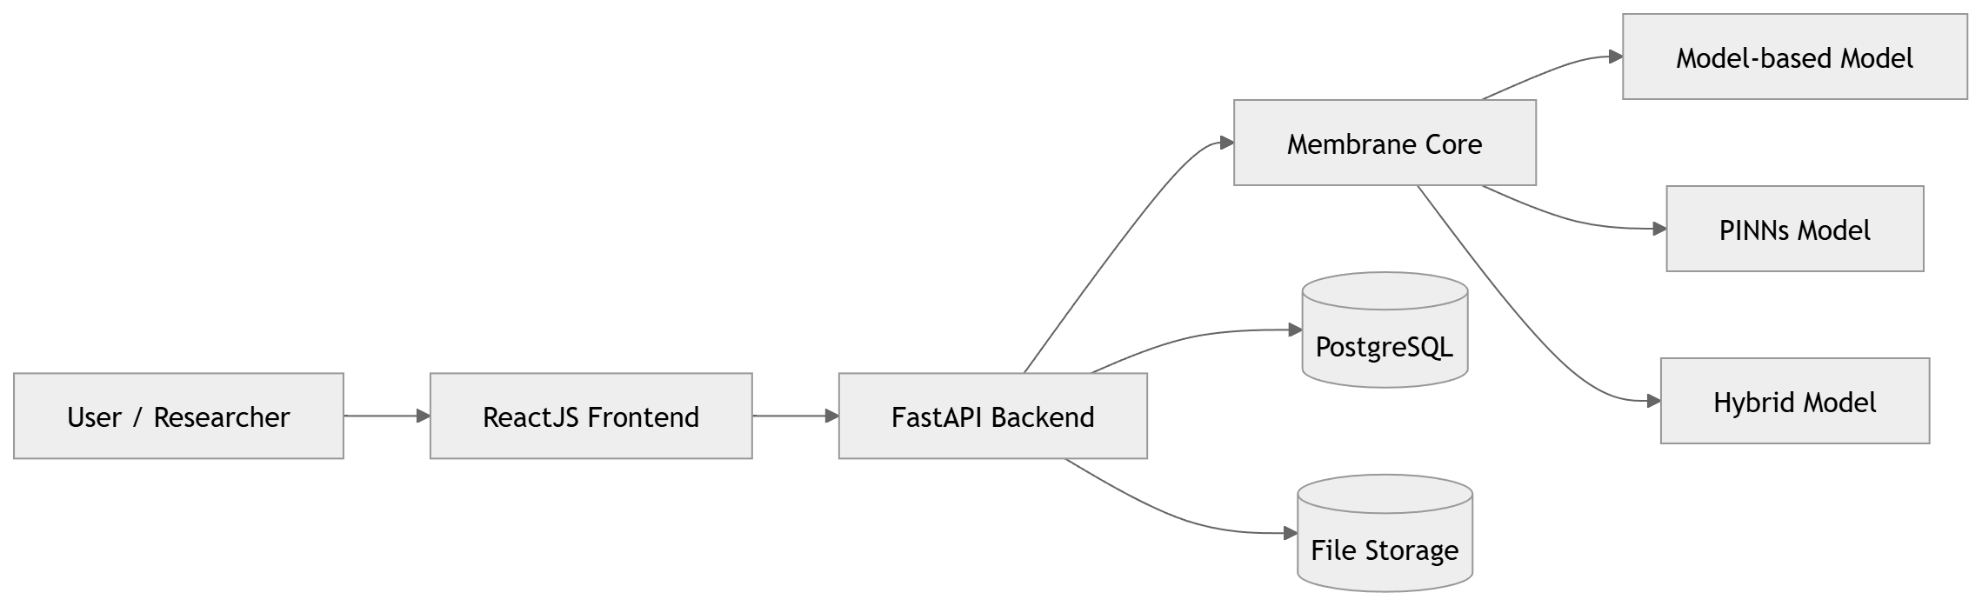 User / Researcher
ReactJS Frontend
FastAPI Backend
Membrane Core
PostgreSQL
File Storage
Model-based Model
PINNs Model
Hybrid Model